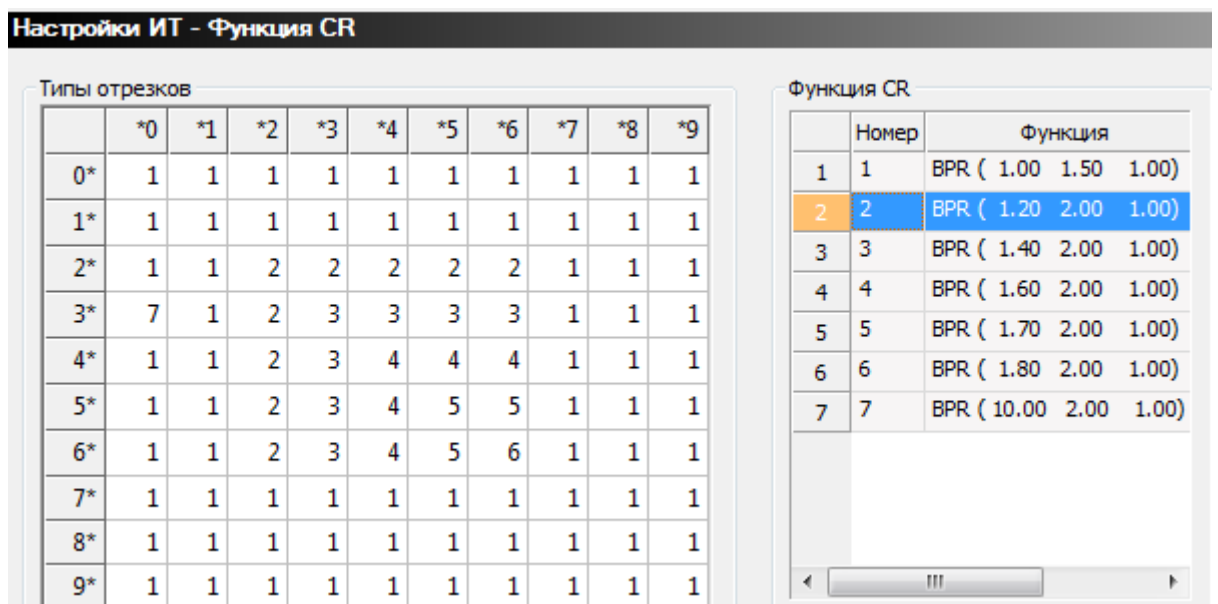 Настройки ИТ - Функция CR
Типы отрезков
*0 *1 *2 *3 *4 *5 *6 *7 *8 *9
0* 1 1 1 1 1 1 1 1 1 1
1* 1 1 1 1 1 1 1 1 1 1
2* 1 1 2 2 2 2 2 1 1 1
3* 7 1 2 3 3 3 3 1 1 1
4* 1 1 2 3 4 4 4 1 1 1
5* 1 1 2 3 4 5 5 1 1 1
6* 1 1 2 3 4 5 6 1 1 1
7* 1 1 1 1 1 1 1 1 1 1
8* 1 1 1 1 1 1 1 1 1 1
9* 1 1 1 1 1 1 1 1 1 1
Функция CR
Номер Функция
1 1 BPR ( 1.00 1.50 1.00)
2 2 BPR ( 1.20 2.00 1.00)
3 3 BPR ( 1.40 2.00 1.00)
4 4 BPR ( 1.60 2.00 1.00)
5 5 BPR ( 1.70 2.00 1.00)
6 6 BPR ( 1.80 2.00 1.00)
7 7 BPR ( 10.00 2.00 1.00)